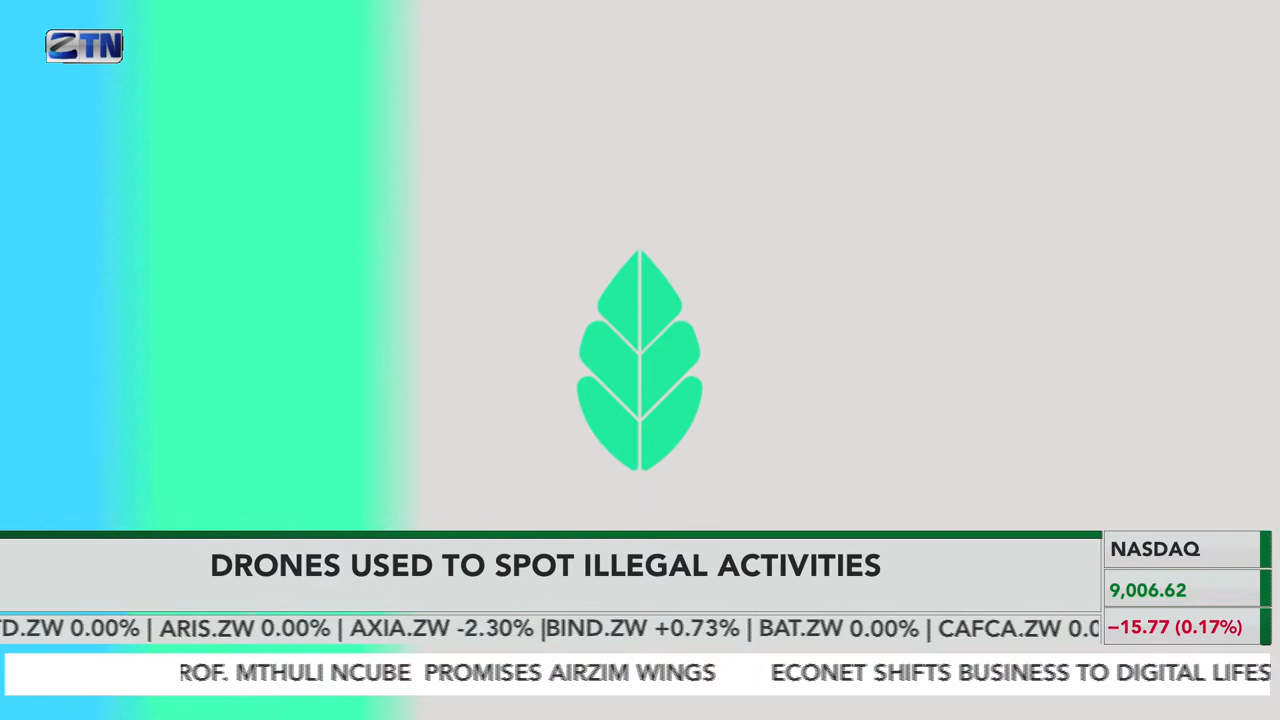 ZTN
DRONES USED TO SPOT ILLEGAL ACTIVITIES
NASDAQ
9,006.62
−15.77 (0.17%)
TD.ZW 0.00% | ARIS.ZW 0.00% | AXIA.ZW -2.30% |BIND.ZW +0.73% | BAT.ZW 0.00% | CAFCA.ZW 0.0
ROF. MTHULI NCUBE PROMISES AIRZIM WINGS ECONET SHIFTS BUSINESS TO DIGITAL LIFES